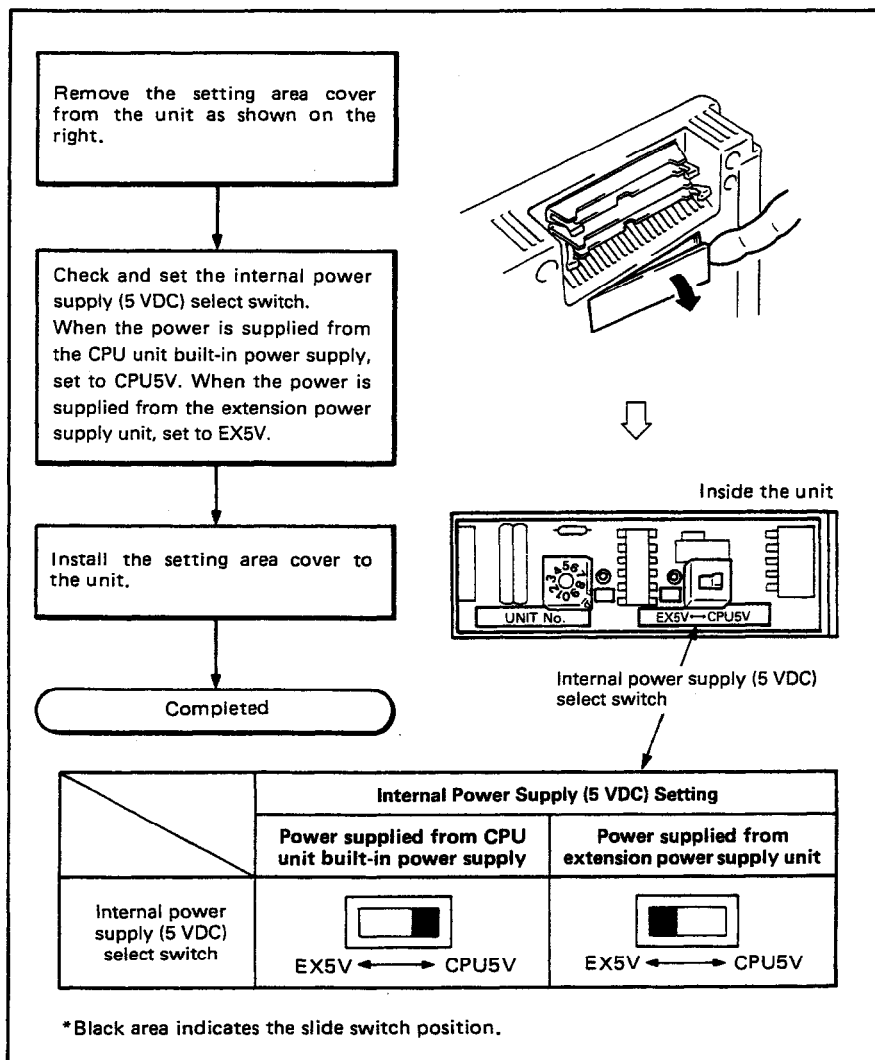 Remove the setting area cover
from the unit as shown on the
right.
Check and set the internal power
supply (5 VDC) select switch.
When the power is supplied from
the CPU unit built-in power supply,
set to CPU5V. When the power is
supplied from the extension power
supply unit, set to EX5V.
Install the setting area cover to
the unit.
Completed
Inside the unit
UNIT No.
EX5V↔CPU5V
Internal power supply (5 VDC)
select switch
Internal Power Supply (5 VDC) Setting
Power supplied from CPU
unit built-in power supply
Power supplied from
extension power supply unit
Internal power
supply (5 VDC)
select switch
EX5V ↔ CPU5V
EX5V ↔ CPU5V
*Black area indicates the slide switch position.